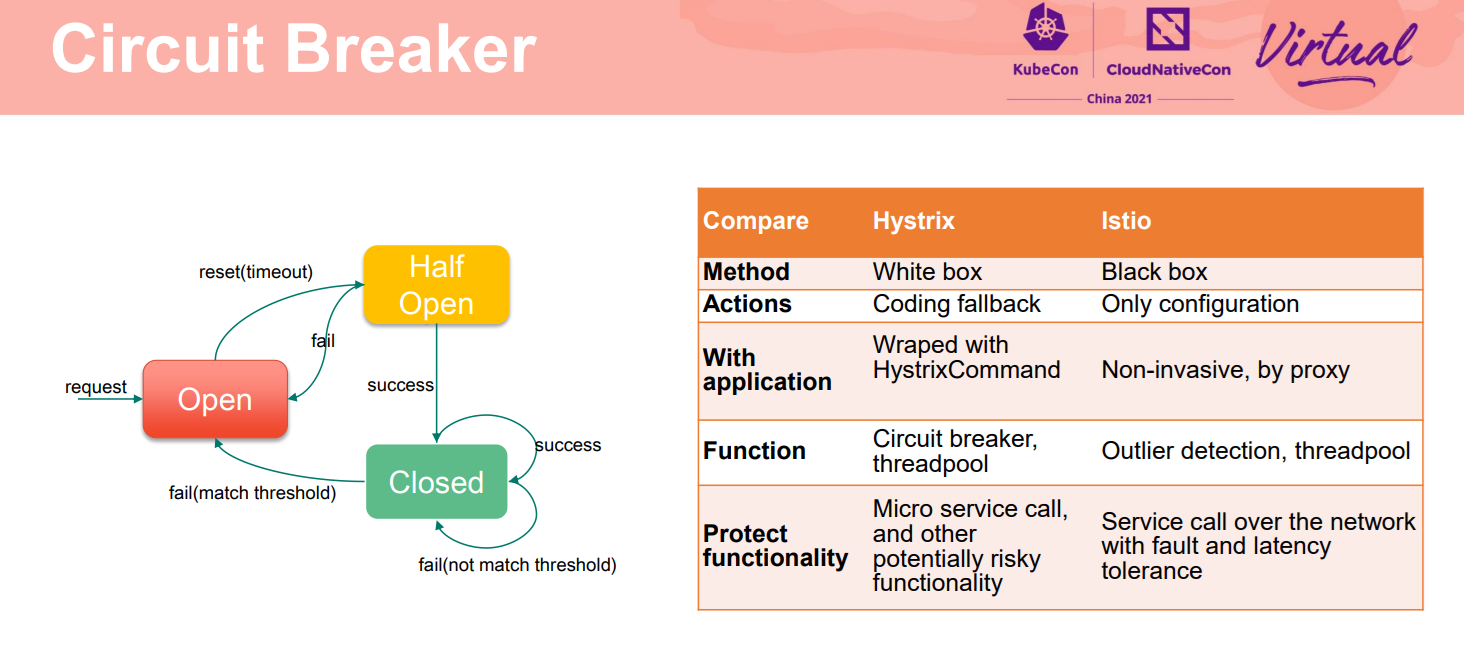 Circuit Breaker
KubeCon
CloudNativeCon
China 2021
Virtual
reset(timeout)
Half
Open
fail
request
Open
success
success
Closed
fail(match threshold)
fail(not match threshold)
Compare Hystrix Istio
Method White box Black box
Actions Coding fallback Only configuration
With
application
Wraped with
HystrixCommand
Non-invasive, by proxy
Function
Circuit breaker,
threadpool
Outlier detection, threadpool
Protect
functionality
Micro service call,
and other
potentially risky
functionality
Service call over the network
with fault and latency
tolerance